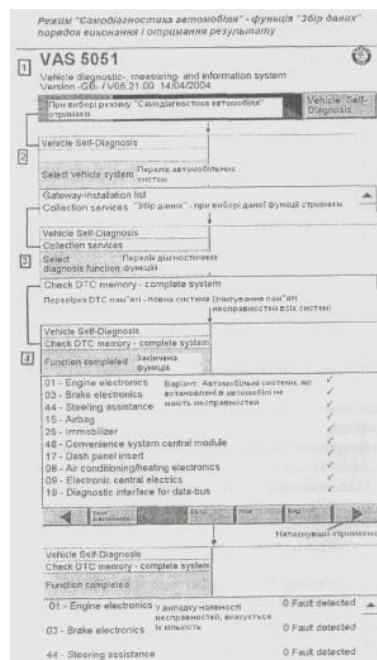 Режим "Самодіагностика автомобіля" - функція "Збір даних"
порядок виконання і отримання результату
1
VAS 5051
Vehicle diagnostic-, measuring- and information system
Version -GB- / V06.21.00 14/04/2004
При виборі режиму "Самодіагностика автомобіля"
отримаєм
Vehicle Self-
Diagnosis
2
Vehicle Self-Diagnosis
Select vehicle system Перелік автомобільних
систем
Gateway-Installation list
Collection services "Збір даних" - при виборі даної функції отримаєм
Vehicle Self-Diagnosis
Collection services
3
Select Перелік діагностичних
diagnosis function функцій
Check DTC memory - complete system
Перевірка DTC пам"яті - повна система (зчитування пам"яті
несправностей всіх систем)
Vehicle Self-Diagnosis
Check DTC memory - complete system
4
Function completed Засічена
функція
01 - Engine electronics Варіант: Автомобільні системи, які
03 - Brake electronics встановлені в автомобілі не
44 - Steering assistance мають несправностей
15 - Airbag
25 - Immobilizer
46 - Convenience system central module
17 - Dash panel insert
08 - Air conditioning/heating electronics
09 - Electronic central electrics
19 - Diagnostic interface for data-bus
Натиснувши отримаємо
Vehicle Self-Diagnosis
Check DTC memory - complete system
Function completed
01 - Engine electronics у випадку наявності 0 Fault detected
несправностей, вказується
03 - Brake electronics їх кількість 0 Fault detected
44 - Steering assistance 0 Fault detected